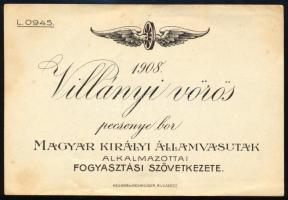 L.0945.
1908.
Villányi vörös
pecsenye bor
MAGYAR KIRÁLYI ÁLLAMVASUTAK
ALKALMAZOTTAI
FOGYASZTÁSI SZÖVETKEZETE.